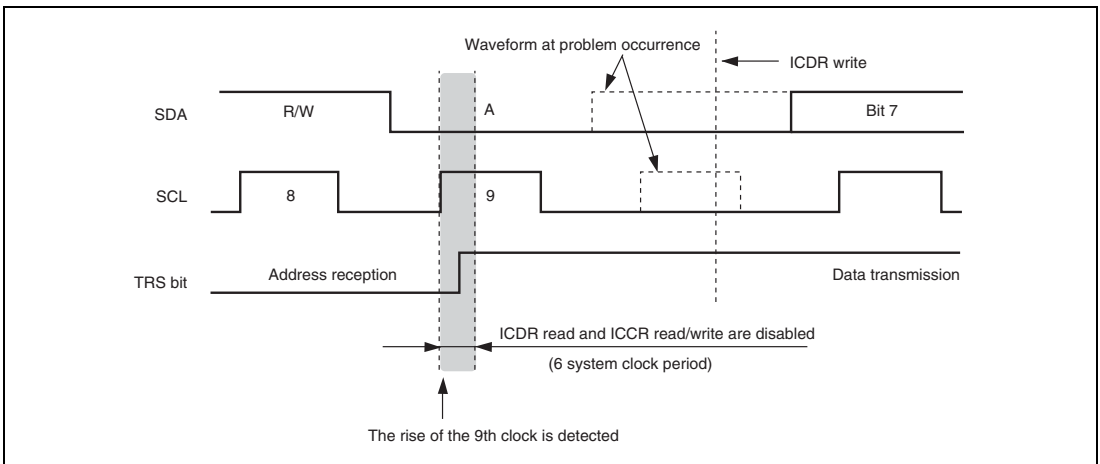 Waveform at problem occurrence
ICDR write
SDA
R/W
A
Bit 7
SCL
8
9
TRS bit
Address reception
Data transmission
ICDR read and ICCR read/write are disabled
(6 system clock period)
The rise of the 9th clock is detected